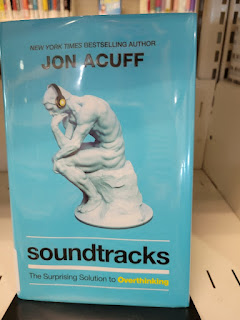 NEW YORK TIMES BESTSELLING AUTHOR
JON ACUFF
soundtracks
The Surprising Solution to Overthinking